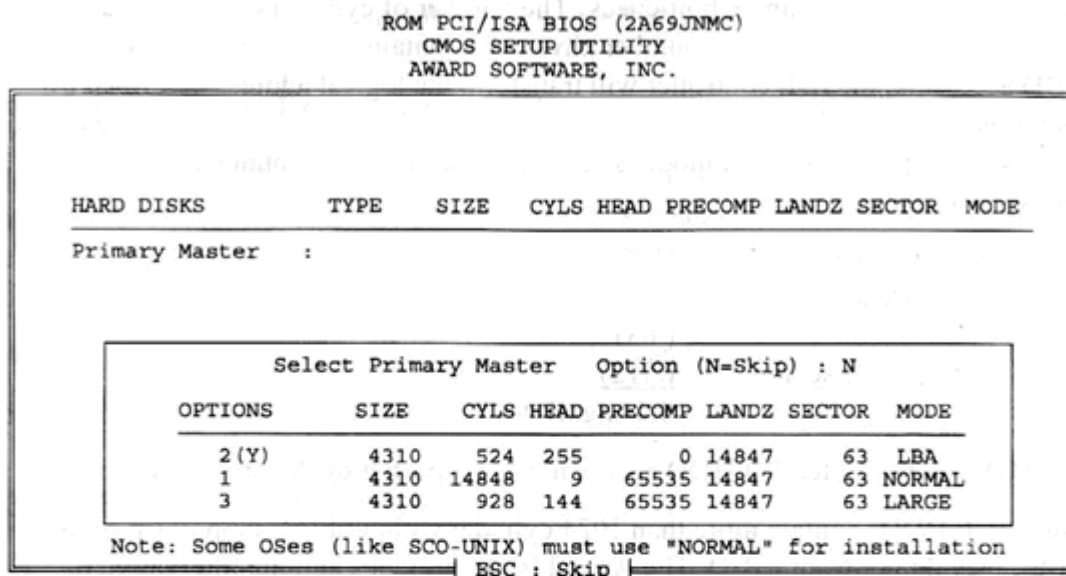 ROM PCI/ISA BIOS (2A69JNMC)
CMOS SETUP UTILITY
AWARD SOFTWARE, INC.
HARD DISKS TYPE SIZE CYLS HEAD PRECOMP LANDZ SECTOR MODE
Primary Master :
Select Primary Master Option (N=Skip) : N
OPTIONS SIZE CYLS HEAD PRECOMP LANDZ SECTOR MODE
2(Y) 4310 524 255 0 14847 63 LBA
1 4310 14848 9 65535 14847 63 NORMAL
3 4310 928 144 65535 14847 63 LARGE
Note: Some OSes (like SCO-UNIX) must use "NORMAL" for installation
ESC : Skip